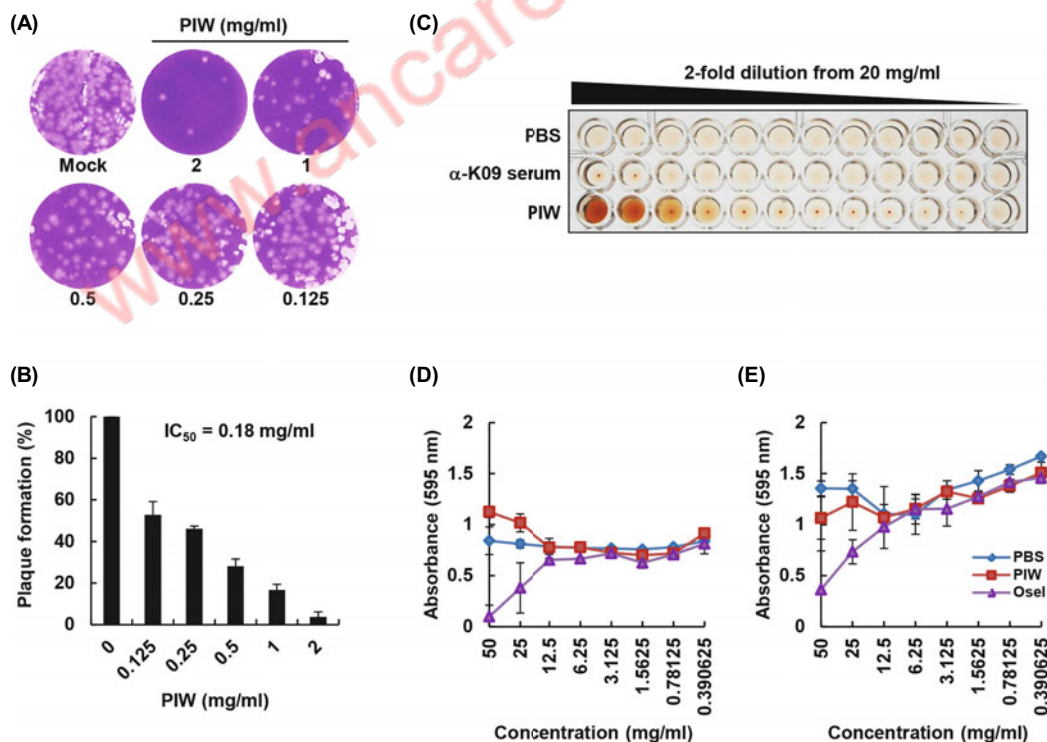 (A)
PIW (mg/ml)
Mock
2
1
0.5
0.25
0.125
(C)
2-fold dilution from 20 mg/ml
PBS
α-K09 serum
PIW
(B)
100
80
60
40
20
0
Plaque formation (%)
IC50 = 0.18 mg/ml
0
0.125
0.25
0.5
1
2
PIW (mg/ml)
(D)
2
1.5
1
0.5
0
Absorbance (595 nm)
50
25
12.5
6.25
3.125
1.5625
0.78125
0.390625
Concentration (mg/ml)
(E)
2
1.5
1
0.5
0
Absorbance (595 nm)
PBS
PIW
Osel
50
25
12.5
6.25
3.125
1.5625
0.78125
0.390625
Concentration (mg/ml)
www.ancare